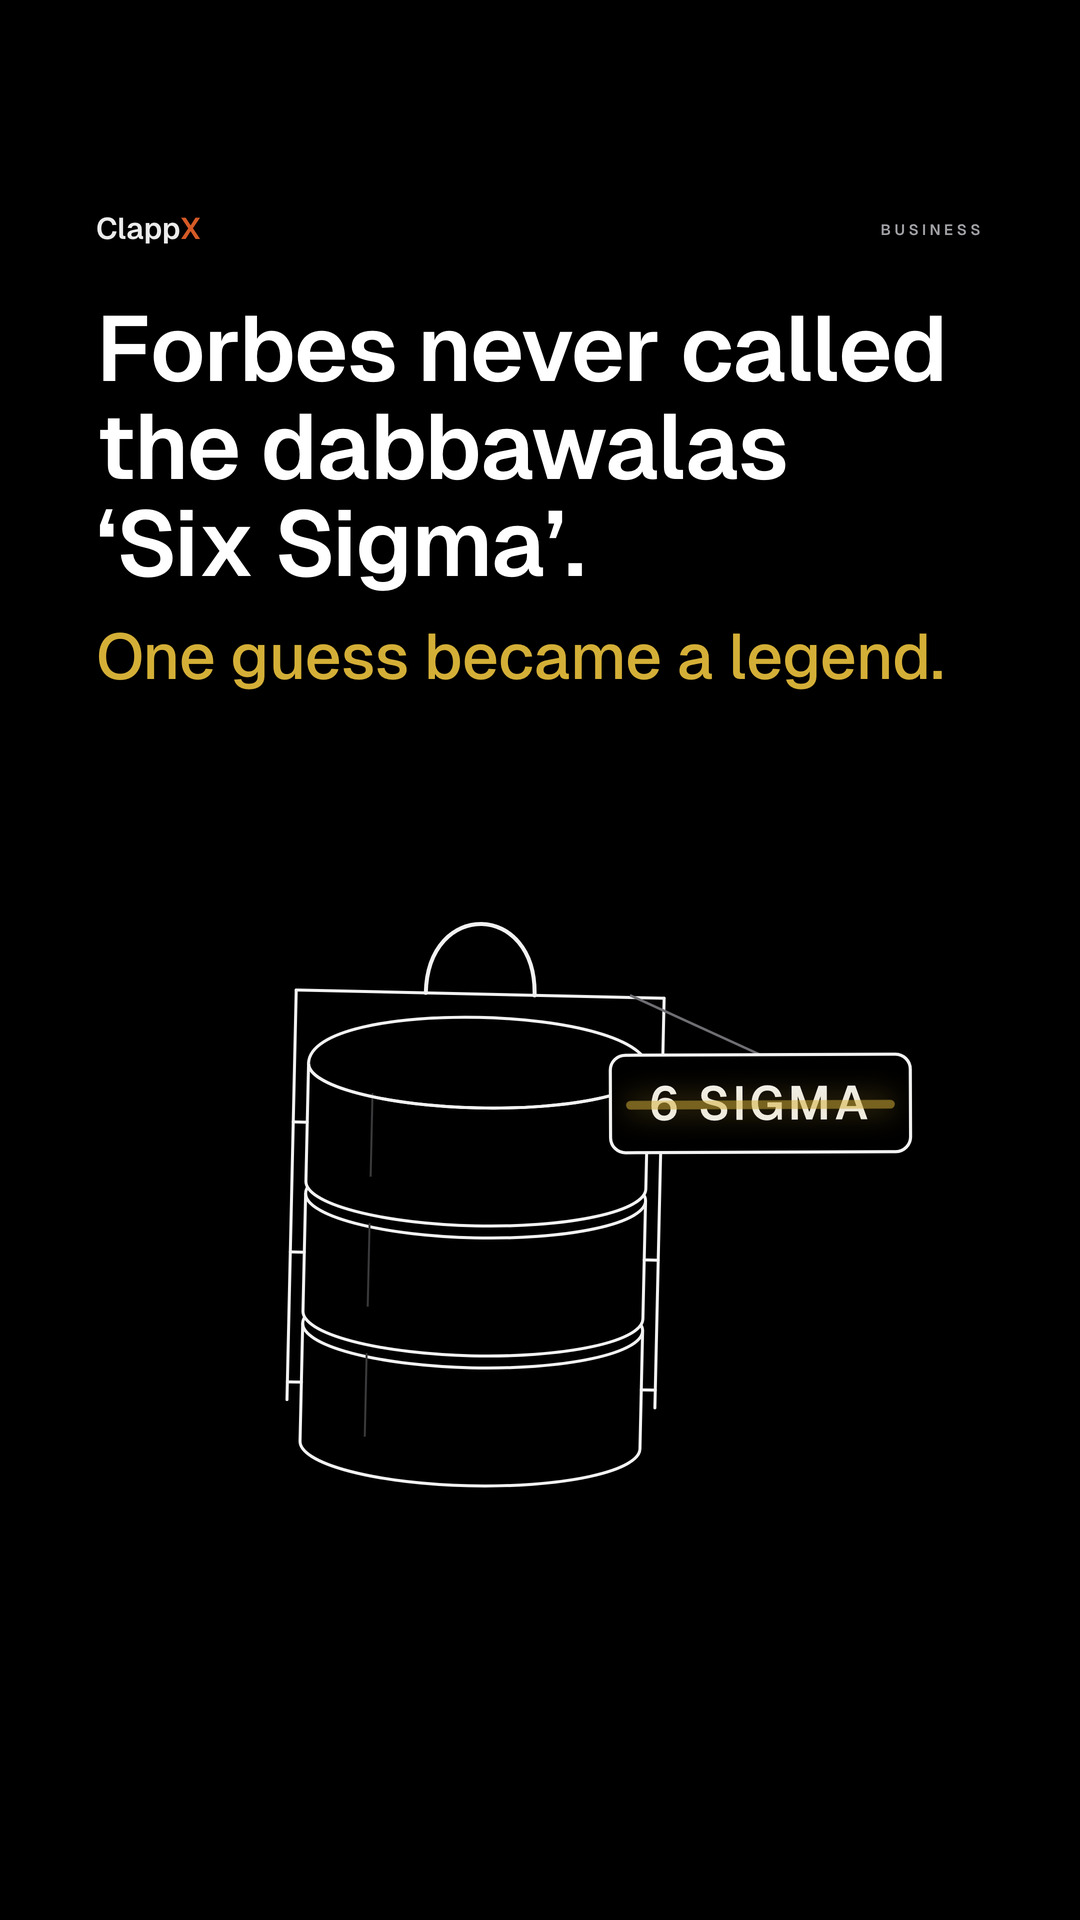 ClappX
BUSINESS
Forbes never called
the dabbawalas
‘Six Sigma’.
One guess became a legend.
6 SIGMA